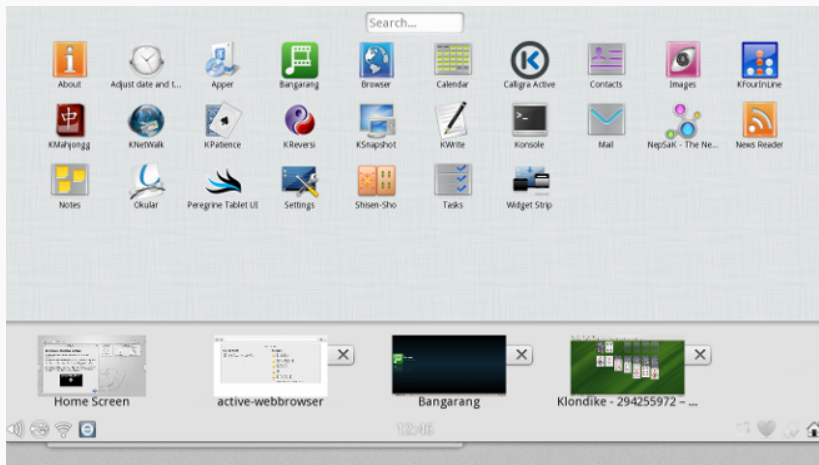 Search...
About
Adjust date and t...
Apper
Bangarang
Browser
Calendar
Calligra Active
Contacts
Images
KFourInLine
KMahjongg
KNetWalk
KPatience
KReversi
KSnapshot
KWrite
Konsole
Mail
NepSaK - The Ne...
News Reader
Notes
Okular
Peregrine Tablet UI
Settings
Shisen-Sho
Tasks
Widget Strip
Home Screen
active-webbrowser
Bangarang
Klondike - 294255972 – ...
12:46